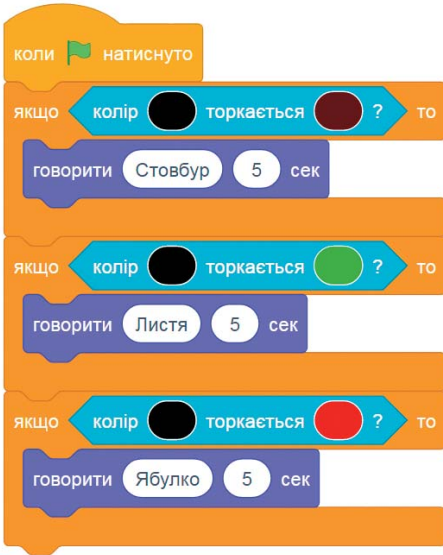 коли натиснуто
якщо колір торкається ? то
говорити Стовбур 5 сек
якщо колір торкається ? то
говорити Листя 5 сек
якщо колір торкається ? то
говорити Ябулко 5 сек